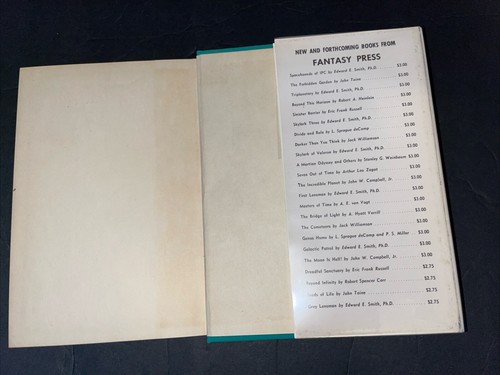 NEW AND FORTHCOMING BOOKS FROM
FANTASY PRESS
Spacehounds of IPC by Edward E. Smith, Ph.D. $3.00
The Forbidden Garden by John Taine $3.00
Triplanetary by Edward E. Smith, Ph.D. $3.00
Beyond This Horizon by Robert A. Heinlein $3.00
Sinister Barrier by Eric Frank Russell $3.00
Skylark Three by Edward E. Smith, Ph.D. $3.00
Divide and Rule by L. Sprague deCamp $3.00
Darker Than You Think by Jack Williamson $3.00
Skylark of Valeron by Edward E. Smith, Ph.D. $3.00
A Martian Odyssey and Others by Stanley G. Weinbaum $3.00
Seven Out of Time by Arthur Leo Zagat $3.00
The Incredible Planet by John W. Campbell, Jr. $3.00
First Lensman by Edward E. Smith, Ph.D. $3.00
Masters of Time by A. E. van Vogt $3.00
The Bridge of Light by A. Hyatt Verrill $3.00
The Cometeers by Jack Williamson $3.00
Genus Homo by L. Sprague deCamp and P. S. Miller $3.00
Galactic Patrol by Edward E. Smith, Ph.D. $3.00
The Moon Is Hell! by John W. Campbell, Jr. $3.00
Dreadful Sanctuary by Eric Frank Russell $2.75
Beyond Infinity by Robert Spencer Carr $2.75
of Life by John Taine $2.75
Gray Lensman by Edward E. Smith, Ph.D. $2.75